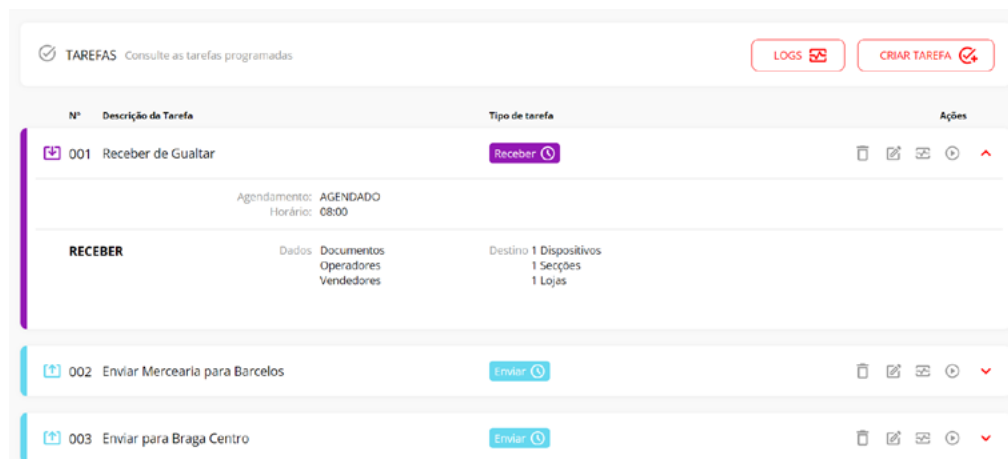 TAREFAS Consulte as tarefas programadas
LOGS
CRIAR TAREFA
Nº Descrição da Tarefa Tipo de tarefa Ações
001 Receber de Gualtar Receber
Agendamento: AGENDADO
Horário: 08:00
RECEBER Dados Documentos Destino 1 Dispositivos
Operadores 1 Secções
Vendedores 1 Lojas
002 Enviar Mercearia para Barcelos Enviar
003 Enviar para Braga Centro Enviar